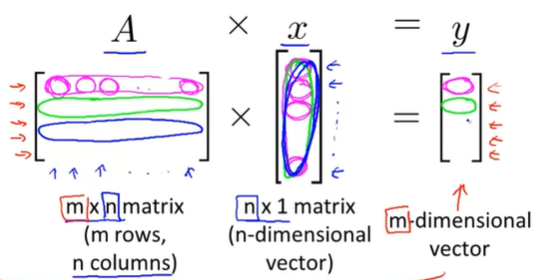 A × x = y
× =
m x n matrix
(m rows,
n columns)
n x 1 matrix
(n-dimensional
vector)
m-dimensional
vector